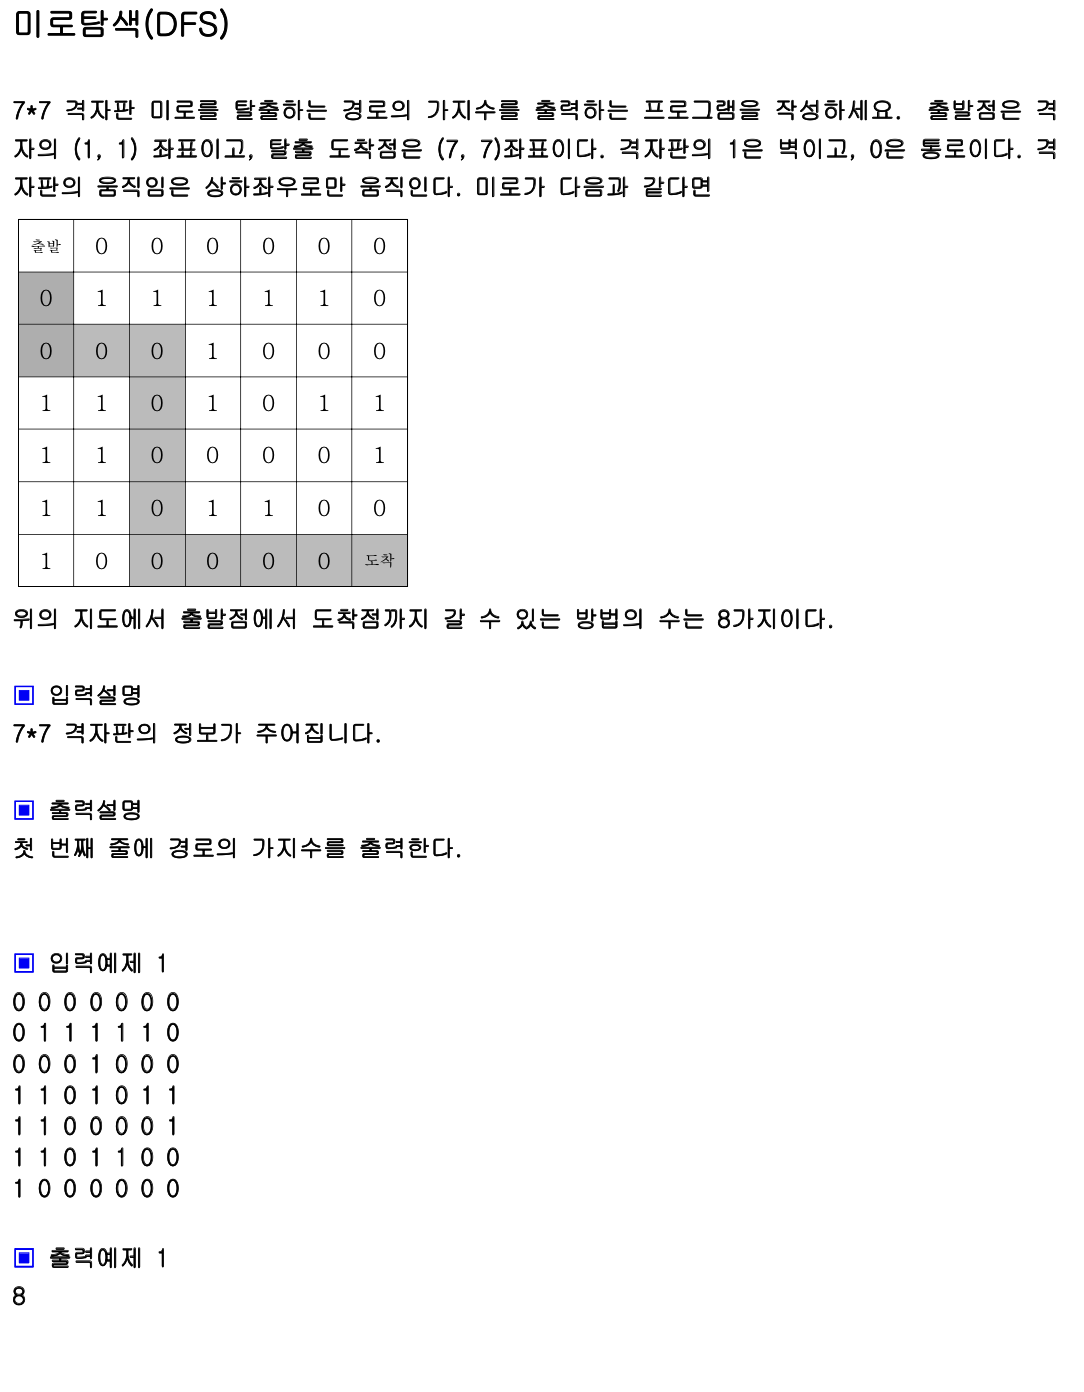 미로탐색(DFS)
7*7 격자판 미로를 탈출하는 경로의 가지수를 출력하는 프로그램을 작성하세요. 출발점은 격
자의 (1, 1) 좌표이고, 탈출 도착점은 (7, 7)좌표이다. 격자판의 1은 벽이고, 0은 통로이다. 격
자판의 움직임은 상하좌우로만 움직인다. 미로가 다음과 같다면
출발 0 0 0 0 0 0
0 1 1 1 1 1 0
0 0 0 1 0 0 0
1 1 0 1 0 1 1
1 1 0 0 0 0 1
1 1 0 1 1 0 0
1 0 0 0 0 0 도착
위의 지도에서 출발점에서 도착점까지 갈 수 있는 방법의 수는 8가지이다.
▣ 입력설명
7*7 격자판의 정보가 주어집니다.
▣ 출력설명
첫 번째 줄에 경로의 가지수를 출력한다.
▣ 입력예제 1
0 0 0 0 0 0 0
0 1 1 1 1 1 0
0 0 0 1 0 0 0
1 1 0 1 0 1 1
1 1 0 0 0 0 1
1 1 0 1 1 0 0
1 0 0 0 0 0 0
▣ 출력예제 1
8